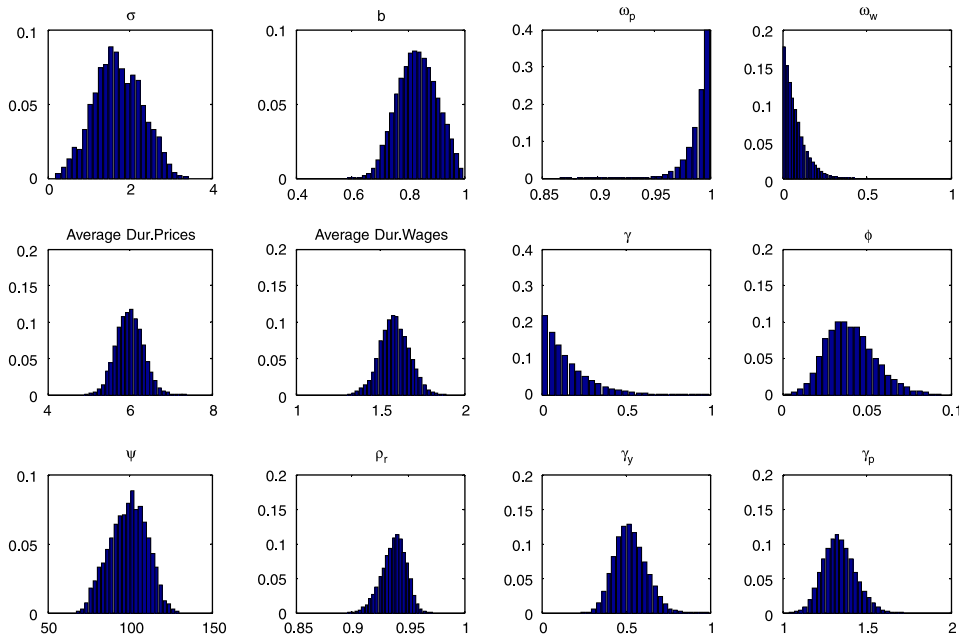 σ b ω_p ω_w
0.1 0.1 0.4 0.2
0.3 0.15
0.05 0.05 0.2 0.1
0.1 0.05
0 0 0 0
0 2 4 0.4 0.6 0.8 1 0.85 0.9 0.95 1 0 0.5 1
Average Dur.Prices Average Dur.Wages γ ϕ
0.2 0.2 0.4 0.2
0.15 0.15 0.3 0.15
0.1 0.1 0.2 0.1
0.05 0.05 0.1 0.05
0 0 0 0
4 6 8 1 1.5 2 0 0.5 1 0 0.05 0.1
ψ ρ_r γ_y γ_p
0.1 0.2 0.2 0.2
0.15 0.15 0.15
0.05 0.1 0.1 0.1
0.05 0.05 0.05
0 0 0 0
50 100 150 0.85 0.9 0.95 1 0 0.5 1 1 1.5 2